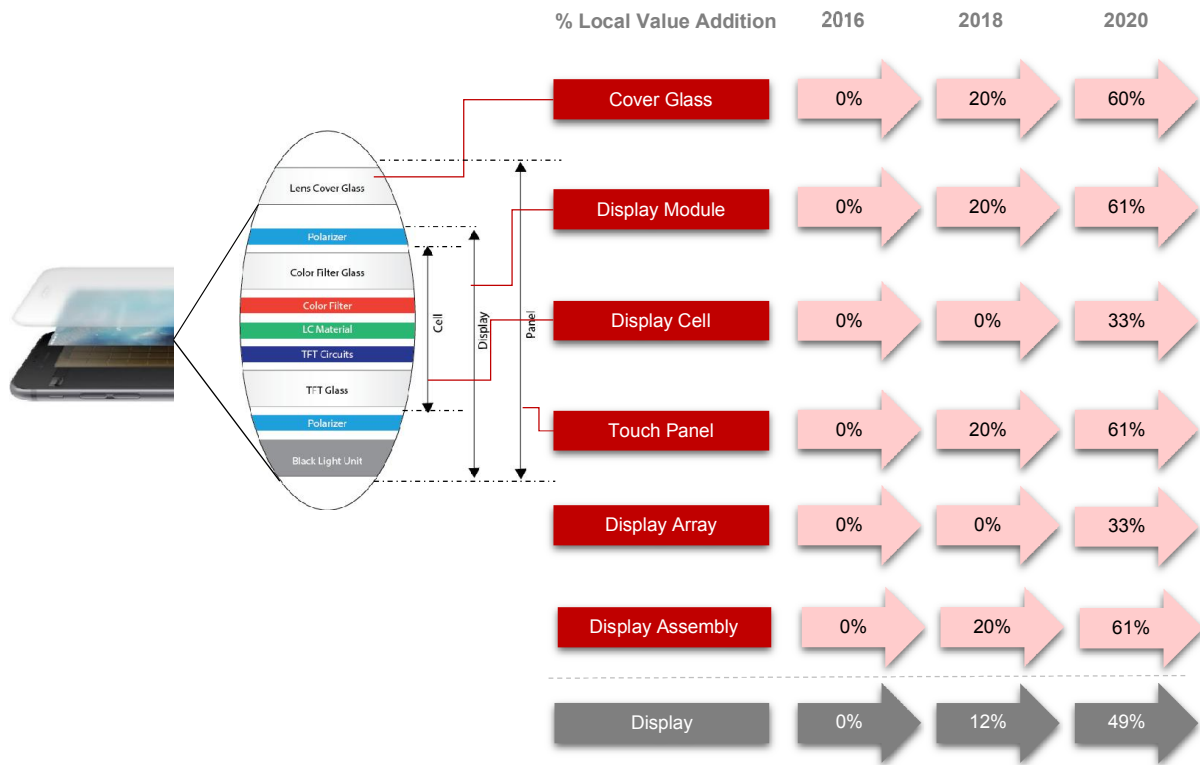 % Local Value Addition 2016 2018 2020
Cover Glass 0% 20% 60%
Display Module 0% 20% 61%
Display Cell 0% 0% 33%
Touch Panel 0% 20% 61%
Display Array 0% 0% 33%
Display Assembly 0% 20% 61%
Display 0% 12% 49%
Lens Cover Glass
Polarizer
Color Filter Glass
Color Filter
LC Material
TFT Circuits
TFT Glass
Polarizer
Black Light Unit
Cell
Display
Panel